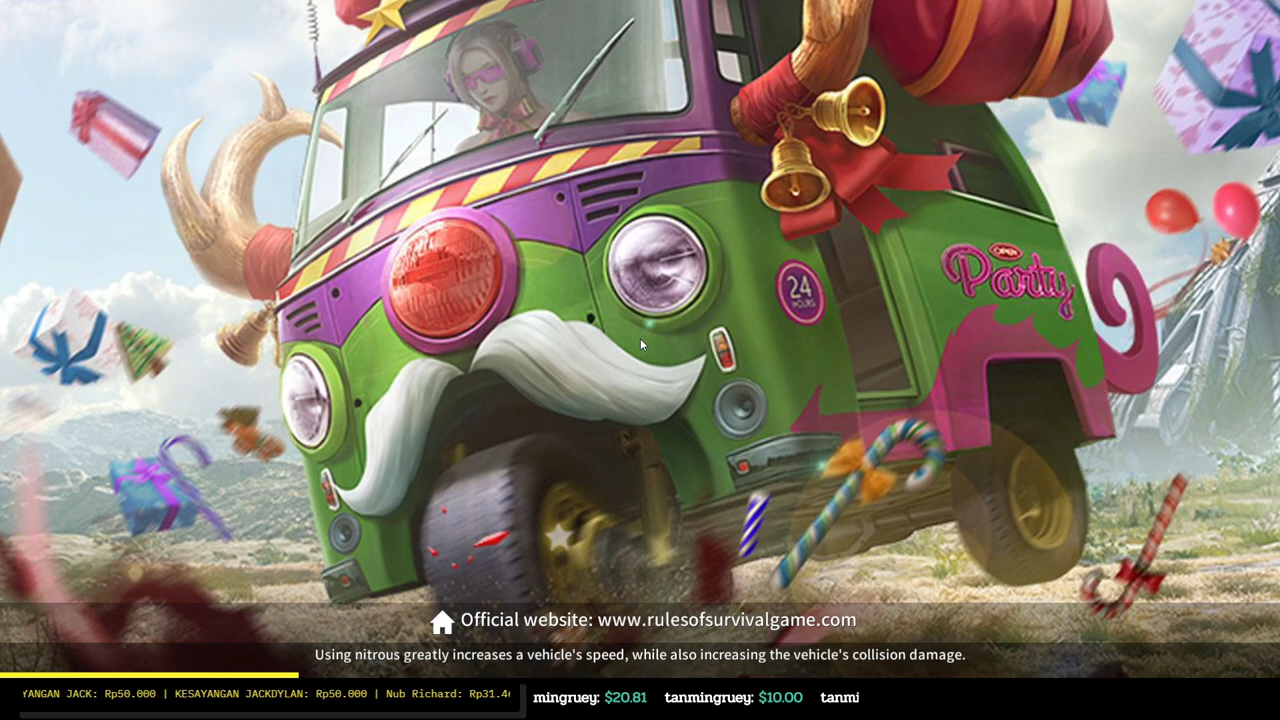 24
HOURS
OPEN
Party
Official website: www.rulesofsurvivalgame.com
Using nitrous greatly increases a vehicle's speed, while also increasing the vehicle's collision damage.
YANGAN JACK: Rp50.000 | KESAYANGAN JACKDYLAN: Rp50.000 | Nub Richard: Rp31.4
mingruey: $20.81 tanmingruey: $10.00 tanmi